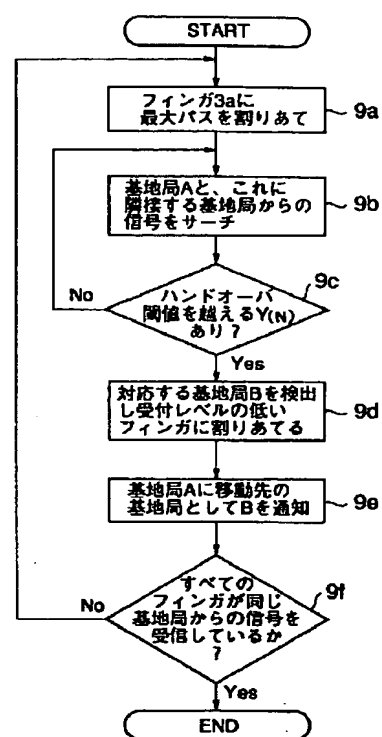 START
フィンガ3aに
最大パスを割りあて
9a
基地局Aと、これに
隣接する基地局からの
信号をサーチ
9b
ハンドオーバ
閾値を越えるY(N)
あり？
9c
No
Yes
対応する基地局Bを検出
し受付レベルの低い
フィンガに割りあてる
9d
基地局Aに移動先の
基地局としてBを通知
9e
すべての
フィンガが同じ
基地局からの信号を
受信しているか
？
9f
No
Yes
END